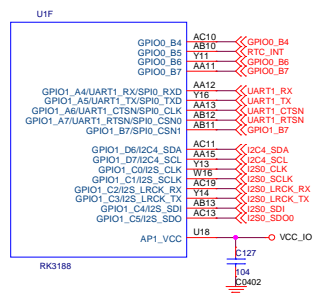 U1F
GPIO0_B4 AC10 GPIO0_B4
GPIO0_B5 AB10 RTC_INT
GPIO0_B6 Y11 GPIO0_B6
GPIO0_B7 AA11 GPIO0_B7
GPIO1_A4/UART1_RX/SPI0_RXD AA12 UART1_RX
GPIO1_A5/UART1_TX/SPI0_TXD Y16 UART1_TX
GPIO1_A6/UART1_CTSN/SPI0_CLK AA13 UART1_CTSN
GPIO1_A7/UART1_RTSN/SPI0_CSN0 AB12 UART1_RTSN
GPIO1_B7/SPI0_CSN1 AB11 GPIO1_B7
GPIO1_D6/I2C4_SDA AC11 I2C4_SDA
GPIO1_D7/I2C4_SCL AA15 I2C4_SCL
GPIO1_C0/I2S_CLK Y13 I2S0_CLK
GPIO1_C1/I2S_SCLK W16 I2S0_SCLK
GPIO1_C2/I2S_LRCK_RX AC19 I2S0_LRCK_RX
GPIO1_C3/I2S_LRCK_TX Y14 I2S0_LRCK_TX
GPIO1_C4/I2S_SDI AB13 I2S0_SDI
GPIO1_C5/I2S_SDO AC13 I2S0_SDO0
AP1_VCC U18 VCC_IO
C127
RK3188
104
C0402